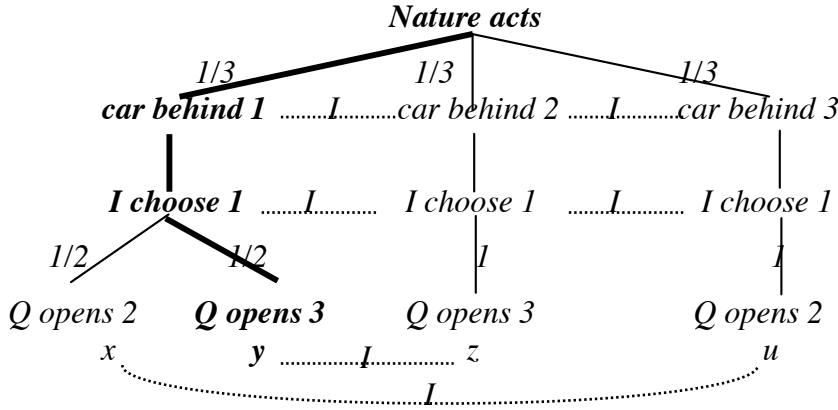 Nature acts
1/3 1/3 1/3
car behind 1 I car behind 2 I car behind 3
I choose 1 I I choose 1 I I choose 1
1/2 1/2 1 1
Q opens 2 Q opens 3 Q opens 3 Q opens 2
x y I z u
I